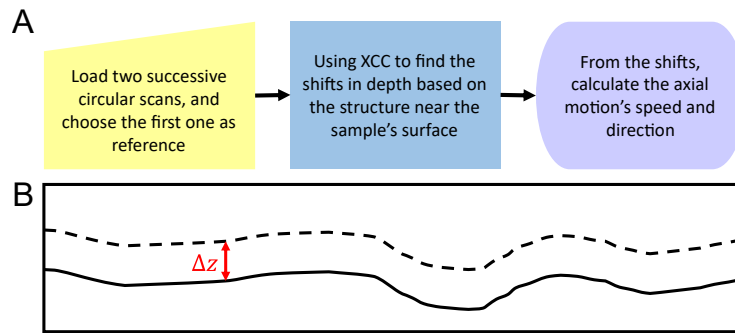 A
Load two successive
circular scans, and
choose the first one as
reference
Using XCC to find the
shifts in depth based on
the structure near the
sample's surface
From the shifts,
calculate the axial
motion's speed and
direction
B
Δz